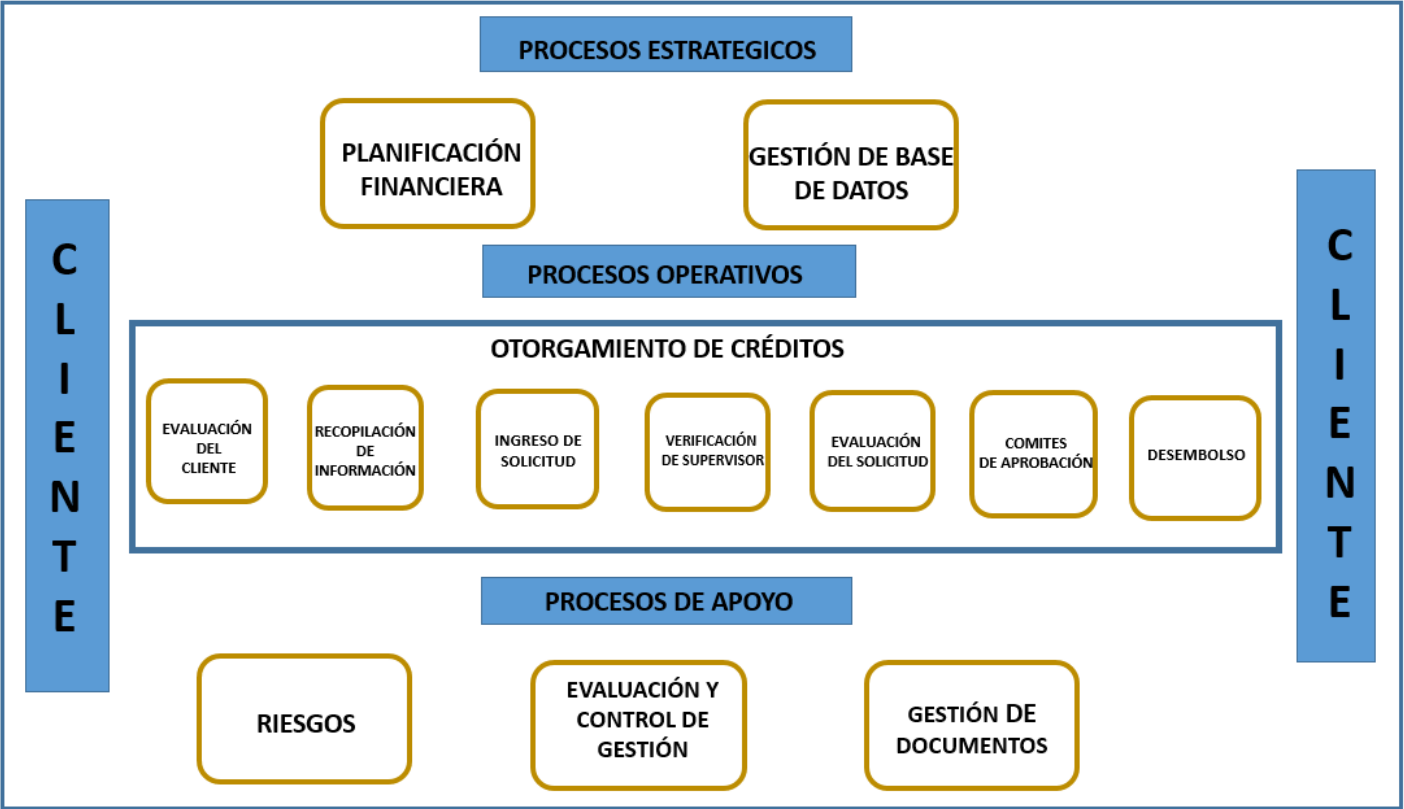 PROCESOS ESTRATEGICOS
PLANIFICACIÓN
FINANCIERA
GESTIÓN DE BASE
DE DATOS
C
L
I
E
N
T
E
PROCESOS OPERATIVOS
OTORGAMIENTO DE CRÉDITOS
EVALUACIÓN
DEL
CLIENTE
RECOPILACIÓN
DE
INFORMACIÓN
INGRESO DE
SOLICITUD
VERIFICACIÓN
DE SUPERVISOR
EVALUACIÓN
DEL SOLICITUD
COMITES
DE APROBACIÓN
DESEMBOLSO
C
L
I
E
N
T
E
PROCESOS DE APOYO
RIESGOS
EVALUACIÓN Y
CONTROL DE
GESTIÓN
GESTIÓN DE
DOCUMENTOS